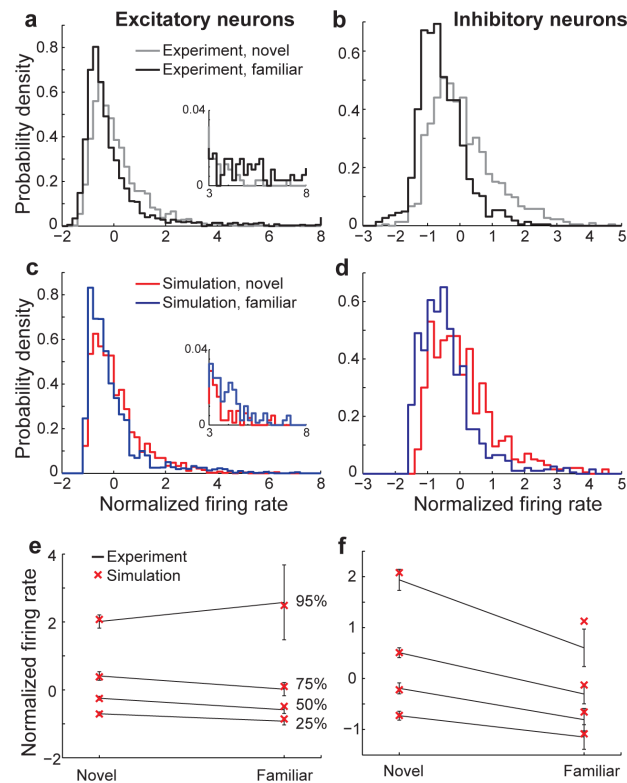 a Excitatory neurons
b Inhibitory neurons
Experiment, novel
Experiment, familiar
Probability density
0.8
0.6
0.4
0.2
0
−2 0 2 4 6 8
0.04
0
3 8
0.6
0.4
0.2
0
−3 −2 −1 0 1 2 3 4 5
c
d
Simulation, novel
Simulation, familiar
Probability density
0.8
0.6
0.4
0.2
0
−2 0 2 4 6 8
Normalized firing rate
0.04
0
3 8
0.6
0.4
0.2
0
−3 −2 −1 0 1 2 3 4 5
Normalized firing rate
e
f
Experiment
Simulation
Normalized firing rate
4
2
0
−2
95%
75%
50%
25%
Novel Familiar
2
1
0
−1
Novel Familiar